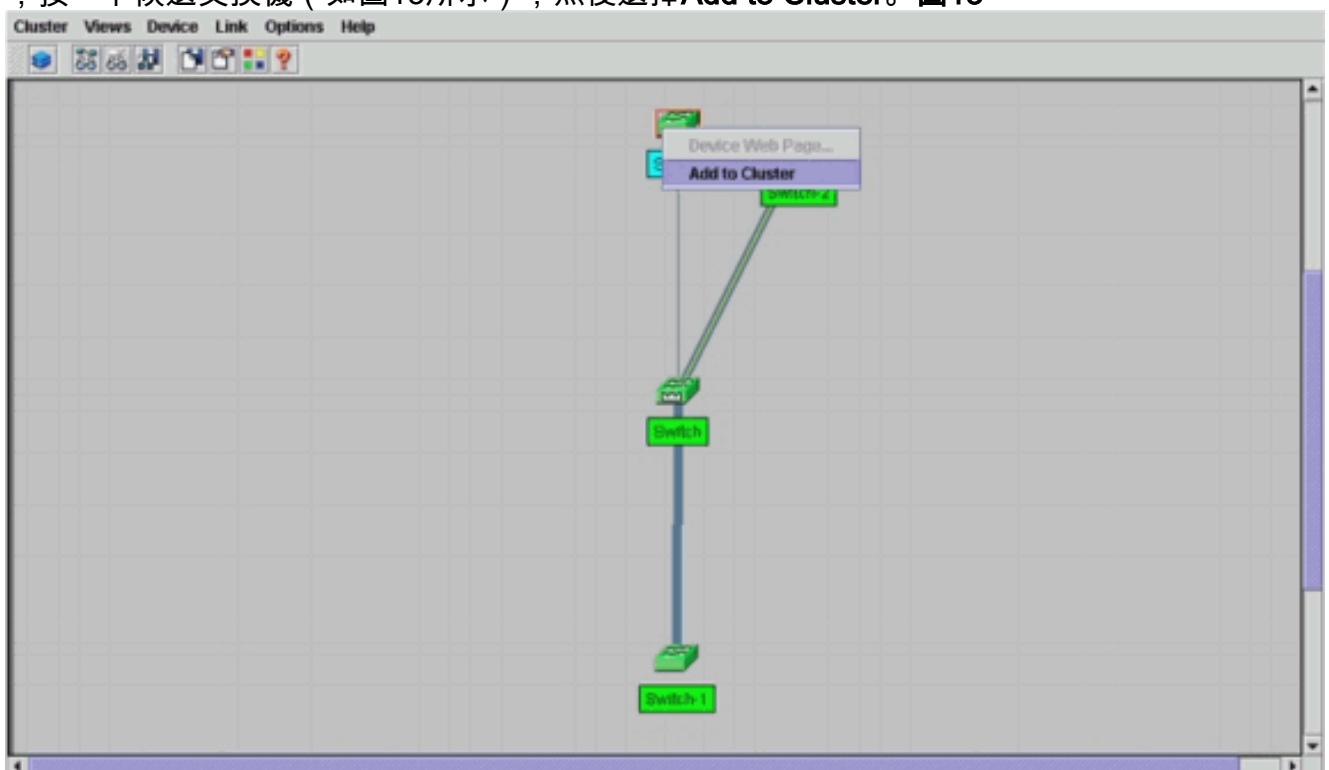 ，按一下候選交換機（如圖15所示），然後選擇Add to Cluster。圖15
Cluster Views Device Link Options Help
Device Web Page...
Add to Cluster
Switch-2
Switch
Switch-1